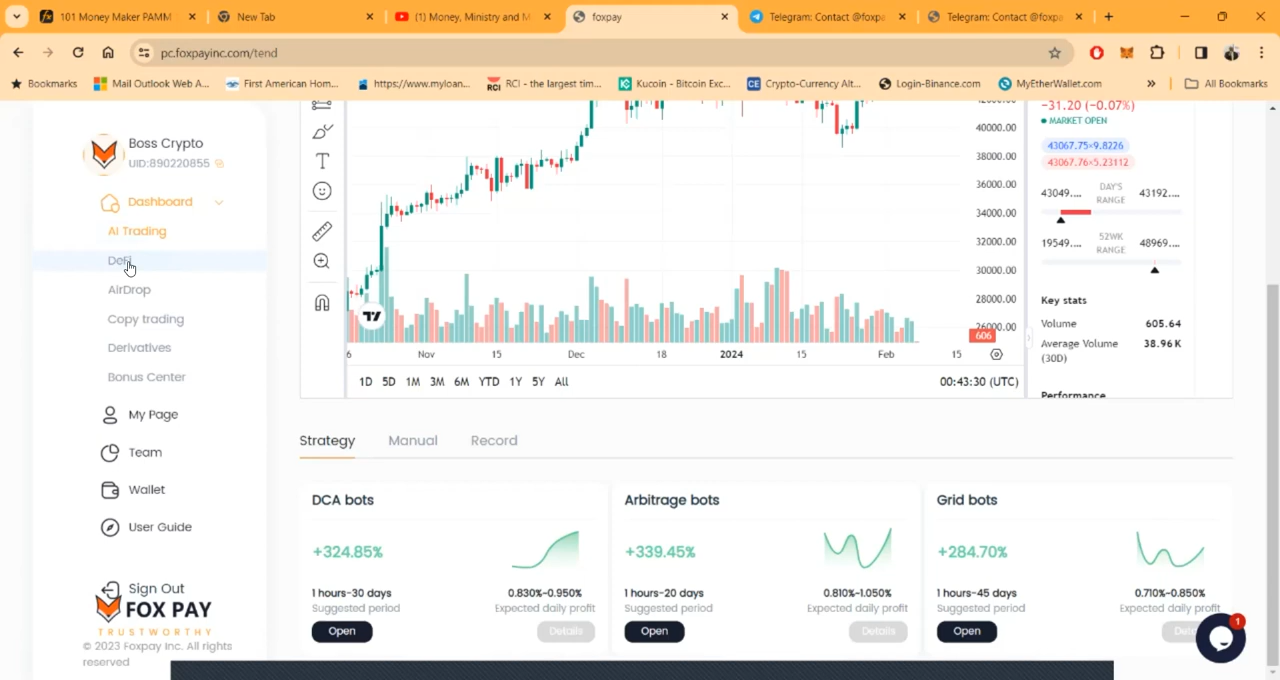 101 Money Maker PAMM
New Tab
(1) Money, Ministry and M
foxpay
Telegram: Contact @foxpa
Telegram: Contact @foxpa
pc.foxpayinc.com/tend
Bookmarks
Mail Outlook Web A...
First American Hom...
https://www.myloan...
RCI - the largest tim...
Kucoin - Bitcoin Exc...
Crypto-Currency Alt...
Login-Binance.com
MyEtherWallet.com
All Bookmarks
Boss Crypto
UID:890220855
Dashboard
AI Trading
DeFi
AirDrop
Copy trading
Derivatives
Bonus Center
My Page
Team
Wallet
User Guide
Sign Out
FOX PAY
TRUSTWORTHY
© 2023 Foxpay Inc. All rights
reserved
42000.00
40000.00
38000.00
36000.00
34000.00
32000.00
30000.00
28000.00
26000.00
606
6 Nov 15 Dec 18 2024 15 Feb 15
1D 5D 1M 3M 6M YTD 1Y 5Y All
00:43:30 (UTC)
−31.20 (−0.07%)
MARKET OPEN
43067.75×9.8226
43067.76×5.23112
43049.... DAY'S RANGE 43192....
19549.... 52WK RANGE 48969....
Key stats
Volume 605.64
Average Volume (30D) 38.96K
Performance
Strategy Manual Record
DCA bots
+324.85%
1 hours-30 days 0.830%~0.950%
Suggested period Expected daily profit
Open Details
Arbitrage bots
+339.45%
1 hours-20 days 0.810%~1.050%
Suggested period Expected daily profit
Open Details
Grid bots
+284.70%
1 hours-45 days 0.710%~0.850%
Suggested period Expected daily profit
Open
1